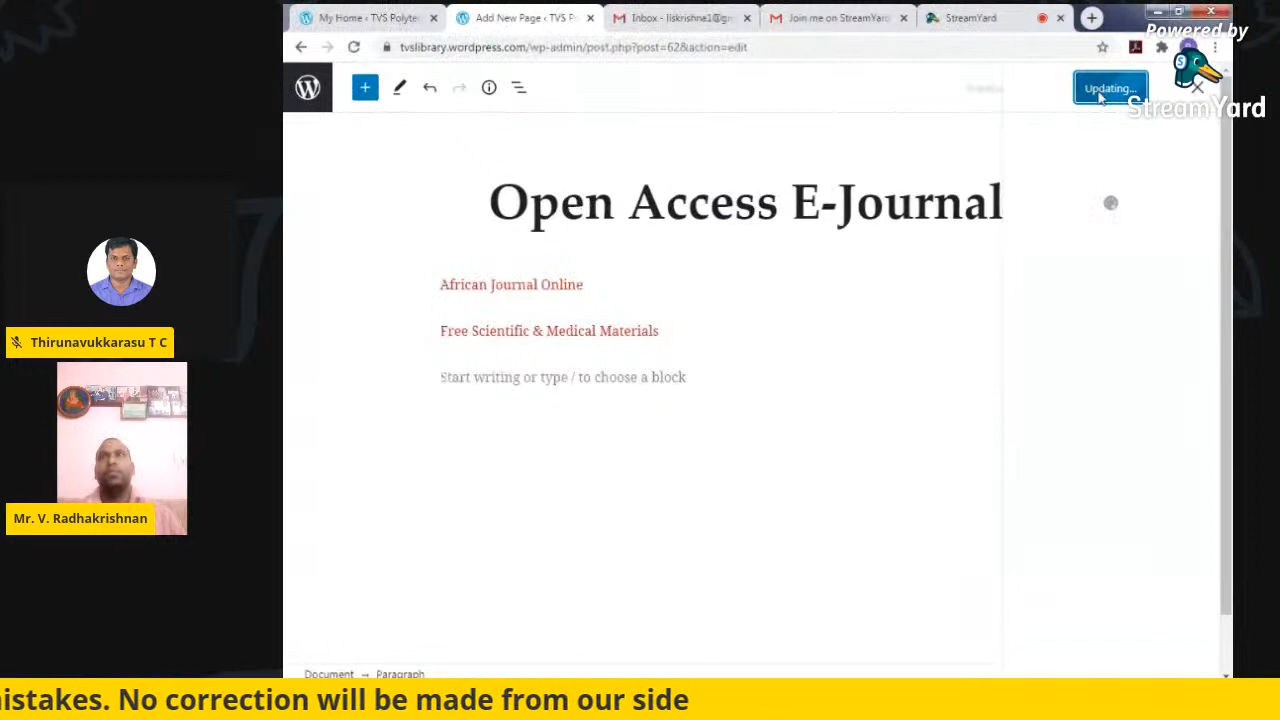 My Home ‹ TVS Polyte
Add New Page ‹ TVS P
Inbox - liskrishna1@gm
Join me on StreamYard
StreamYard
Powered by
StreamYard
tvslibrary.wordpress.com/wp-admin/post.php?post=62&action=edit
Updating...
Open Access E-Journal
African Journal Online
Free Scientific & Medical Materials
Start writing or type / to choose a block
Thirunavukkarasu T C
Mr. V. Radhakrishnan
Document → Paragraph
istakes. No correction will be made from our side